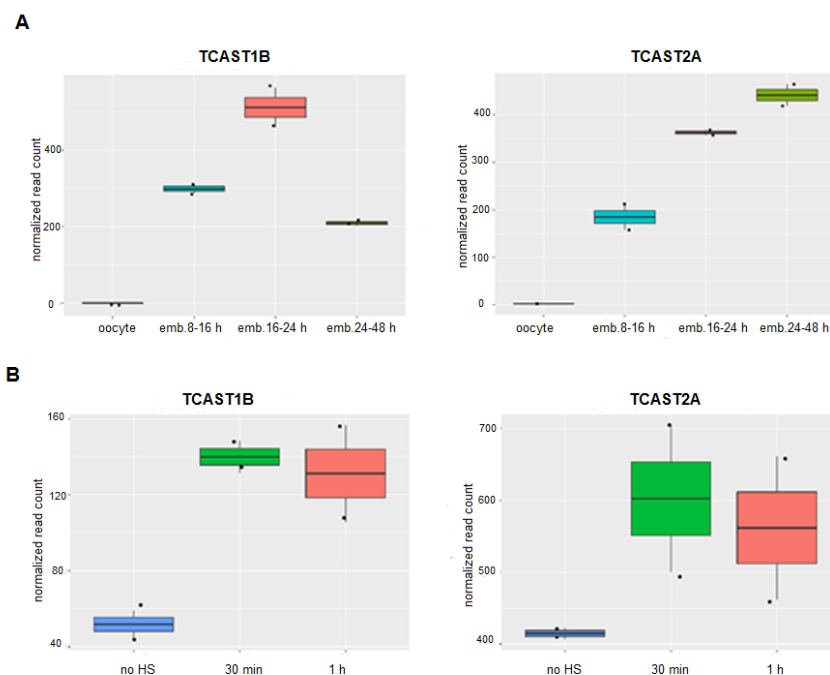 A
TCAST1B
TCAST2A
normalized read count
400
200
0
oocyte emb.8-16 h emb.16-24 h emb.24-48 h
normalized read count
400
300
200
100
0
oocyte emb.8-16 h emb.16-24 h emb.24-48 h
B
TCAST1B
TCAST2A
normalized read count
160
120
80
40
no HS 30 min 1 h
normalized read count
700
600
500
400
no HS 30 min 1 h